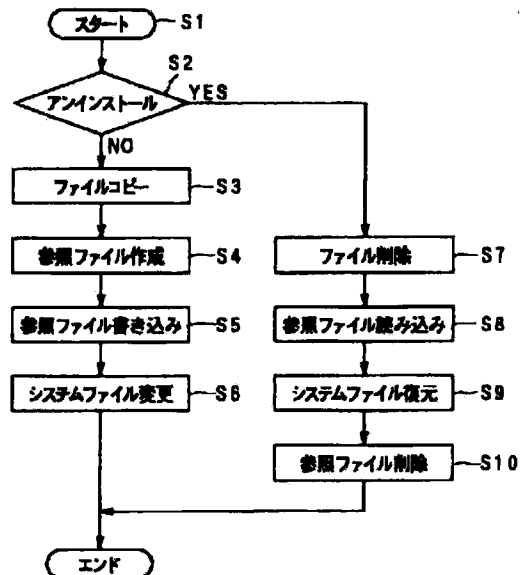 スタート S1
S2
アンインストール YES
NO
ファイルコピー S3
参照ファイル作成 S4
参照ファイル書き込み S5
システムファイル変更 S6
ファイル削除 S7
参照ファイル読み込み S8
システムファイル復元 S9
参照ファイル削除 S10
エンド